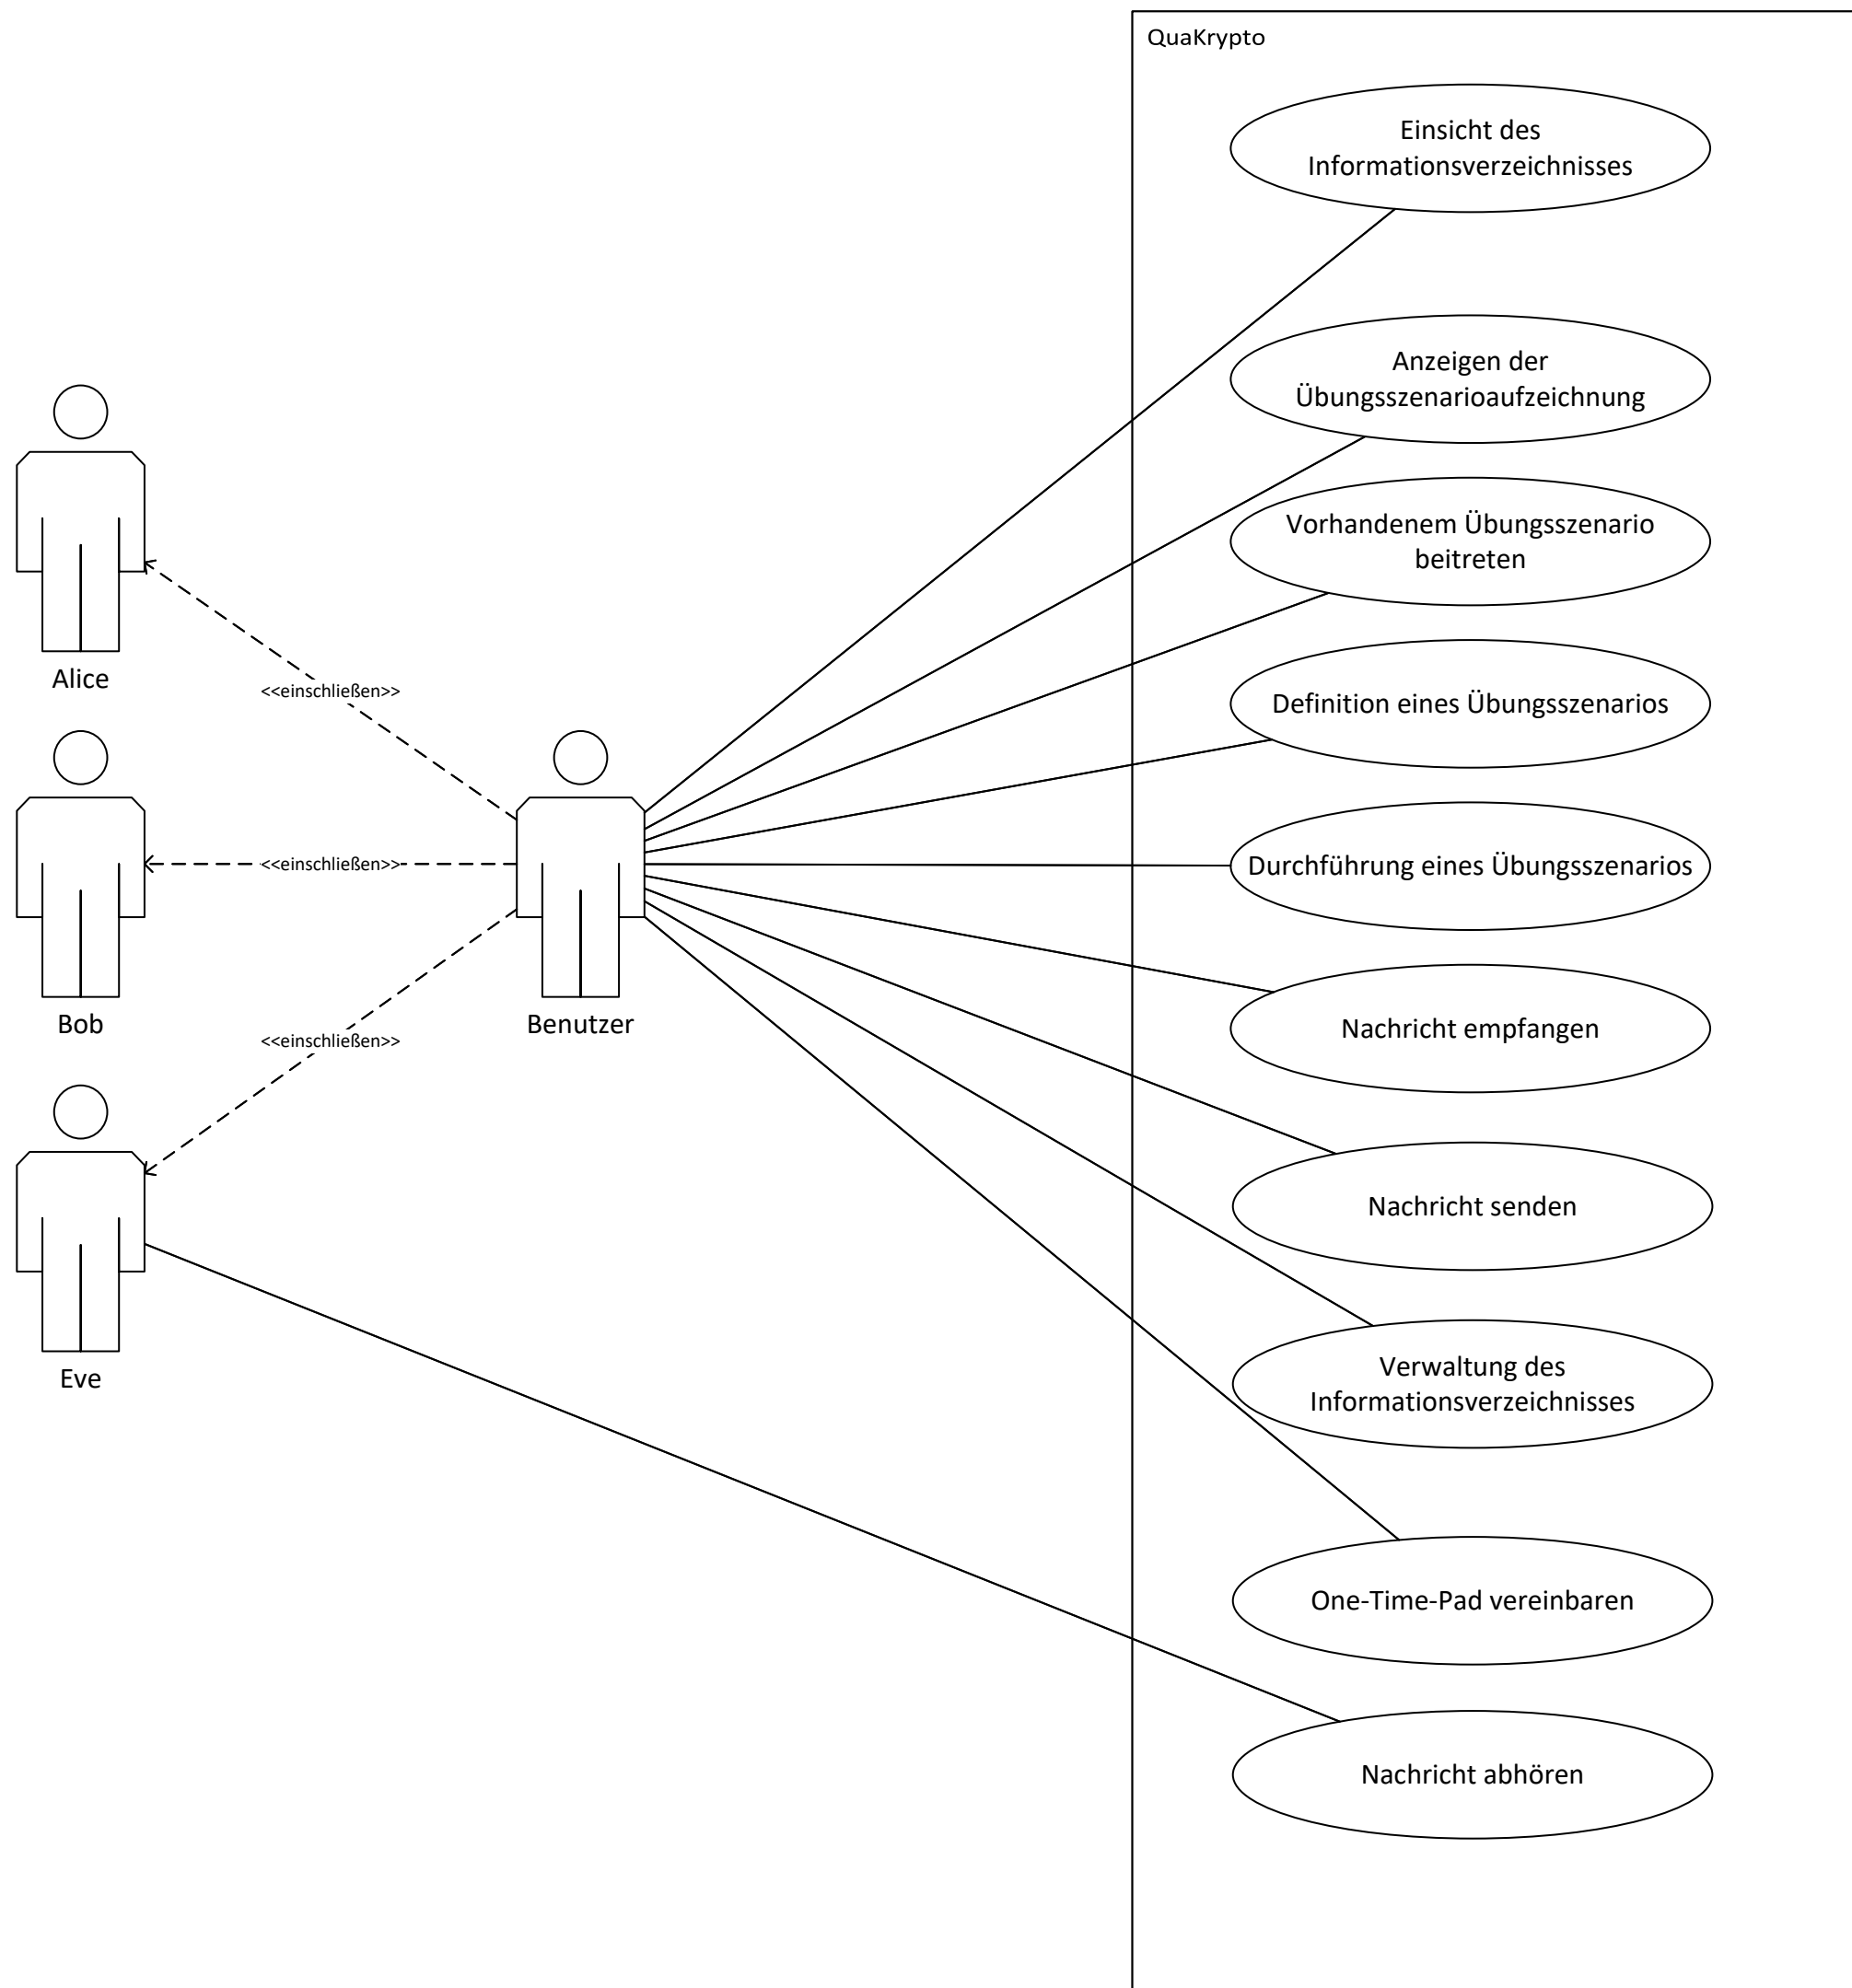 QuaKrypto
Einsicht des
Informationsverzeichnisses
Anzeigen der
Übungsszenarioaufzeichnung
Vorhandenem Übungsszenario
beitreten
Alice
<<einschließen>>
Definition eines Übungsszenarios
<<einschließen>>
Durchführung eines Übungsszenarios
Bob
Benutzer
<<einschließen>>
Nachricht empfangen
Nachricht senden
Eve
Verwaltung des
Informationsverzeichnisses
One-Time-Pad vereinbaren
Nachricht abhören